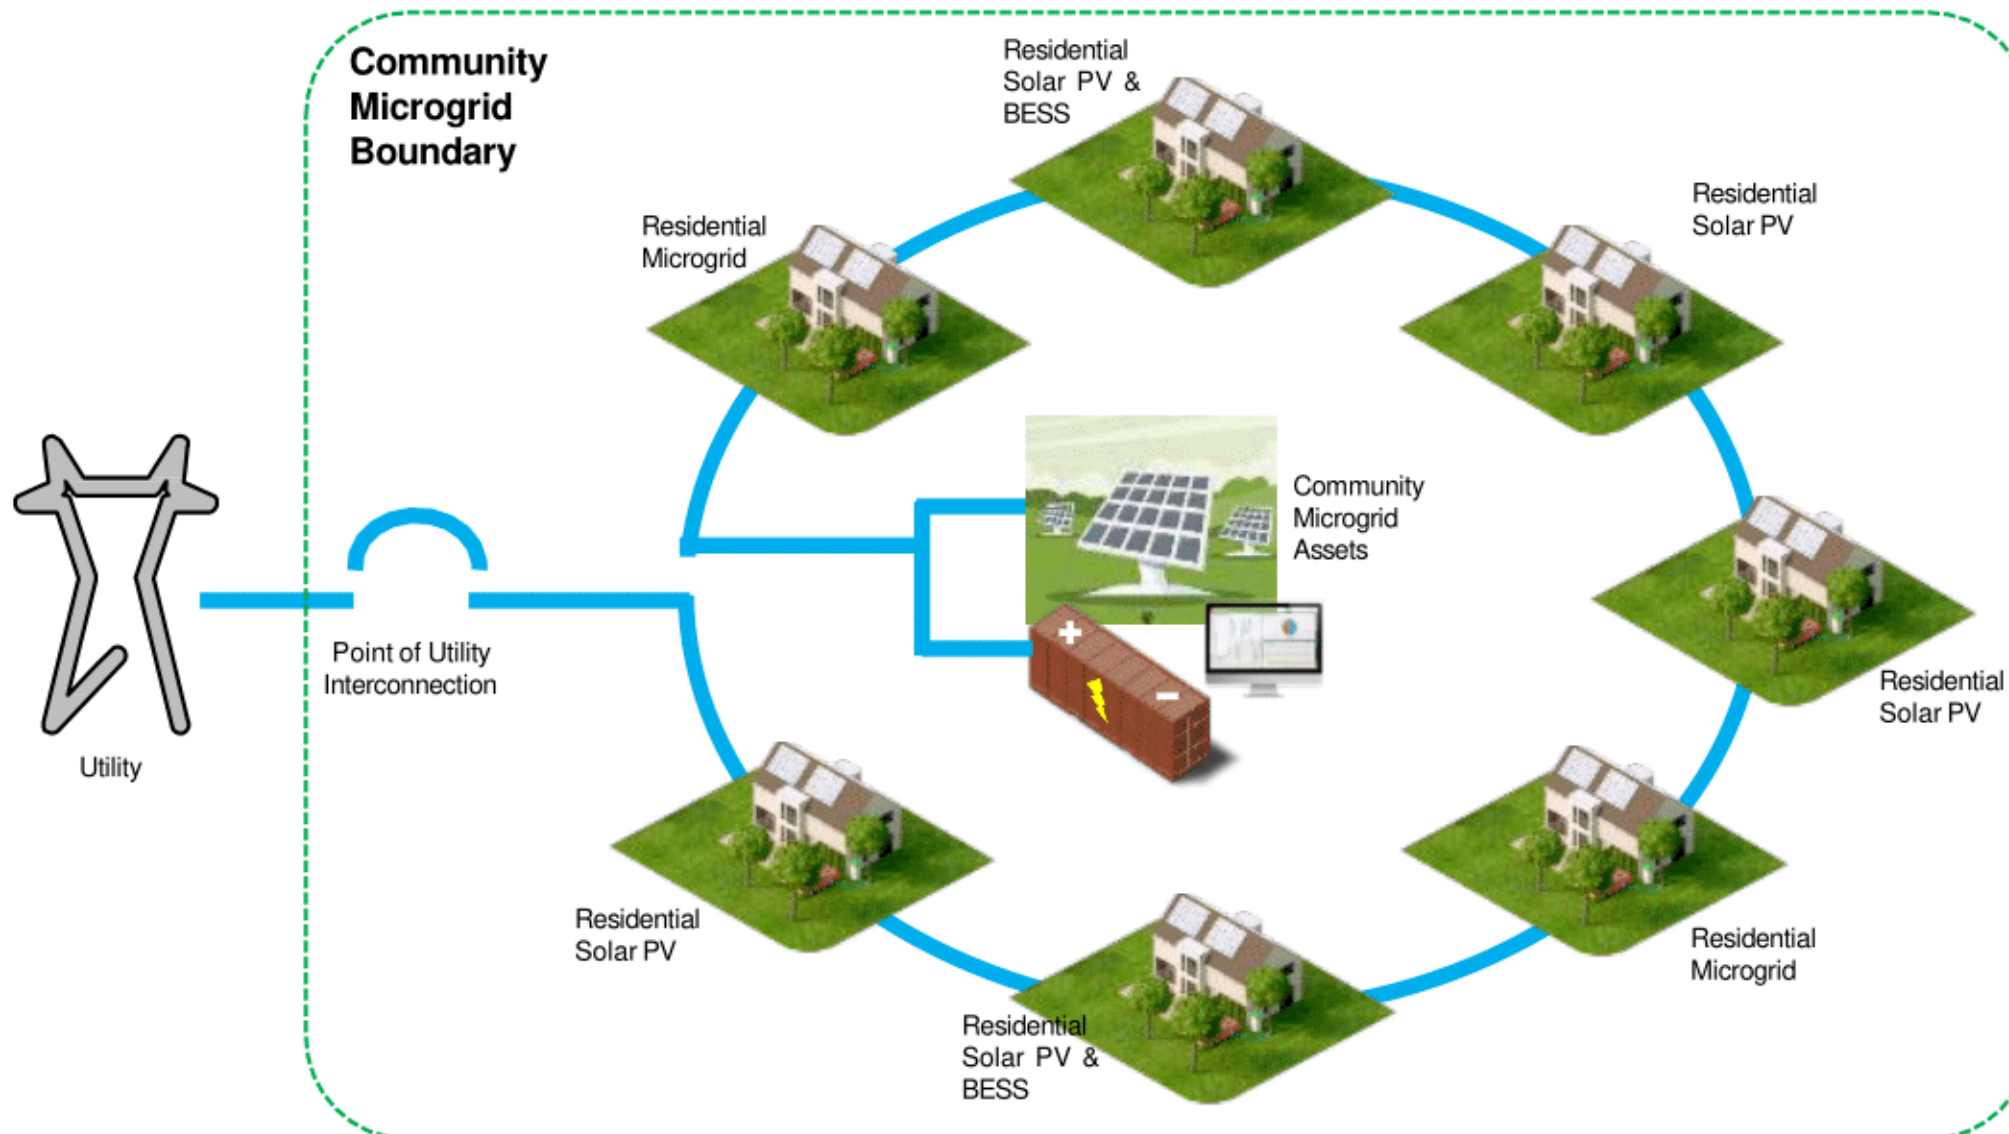 Community
Microgrid
Boundary
Residential
Solar PV &
BESS
Residential
Solar PV
Residential
Microgrid
Community
Microgrid
Assets
Point of Utility
Interconnection
Utility
+
-
Residential
Solar PV
Residential
Solar PV
Residential
Microgrid
Residential
Solar PV &
BESS